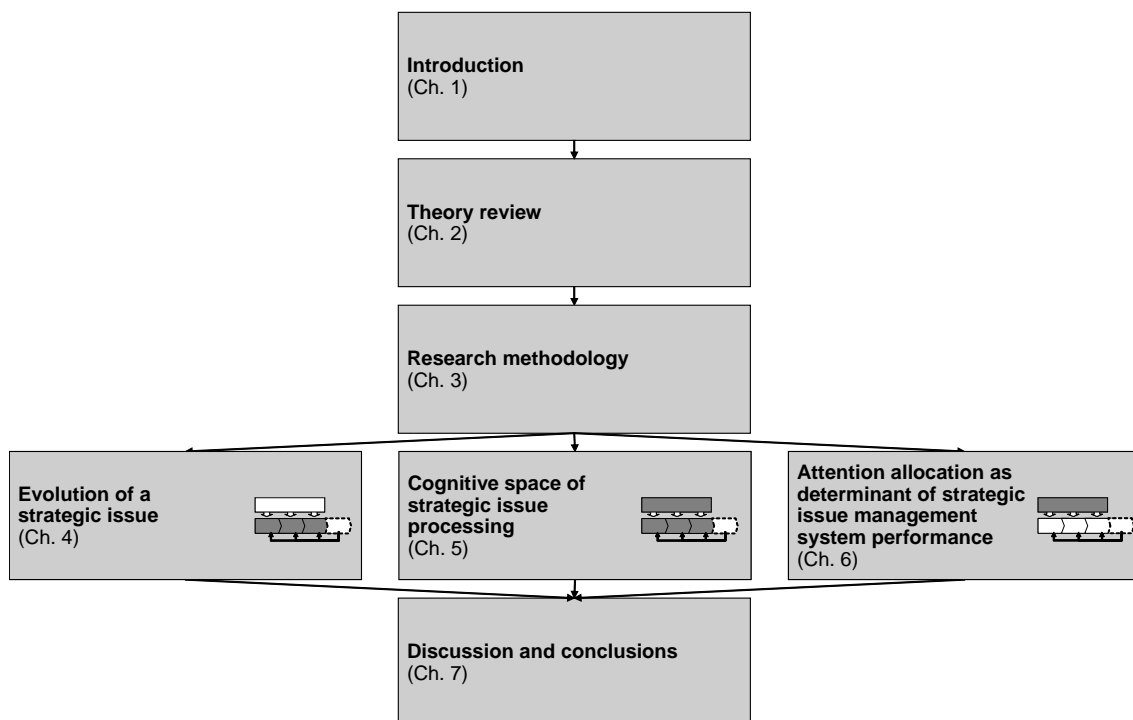 Introduction
(Ch. 1)
Theory review
(Ch. 2)
Research methodology
(Ch. 3)
Evolution of a
strategic issue
(Ch. 4)
Cognitive space of
strategic issue
processing
(Ch. 5)
Attention allocation as
determinant of strategic
issue management
system performance
(Ch. 6)
Discussion and conclusions
(Ch. 7)